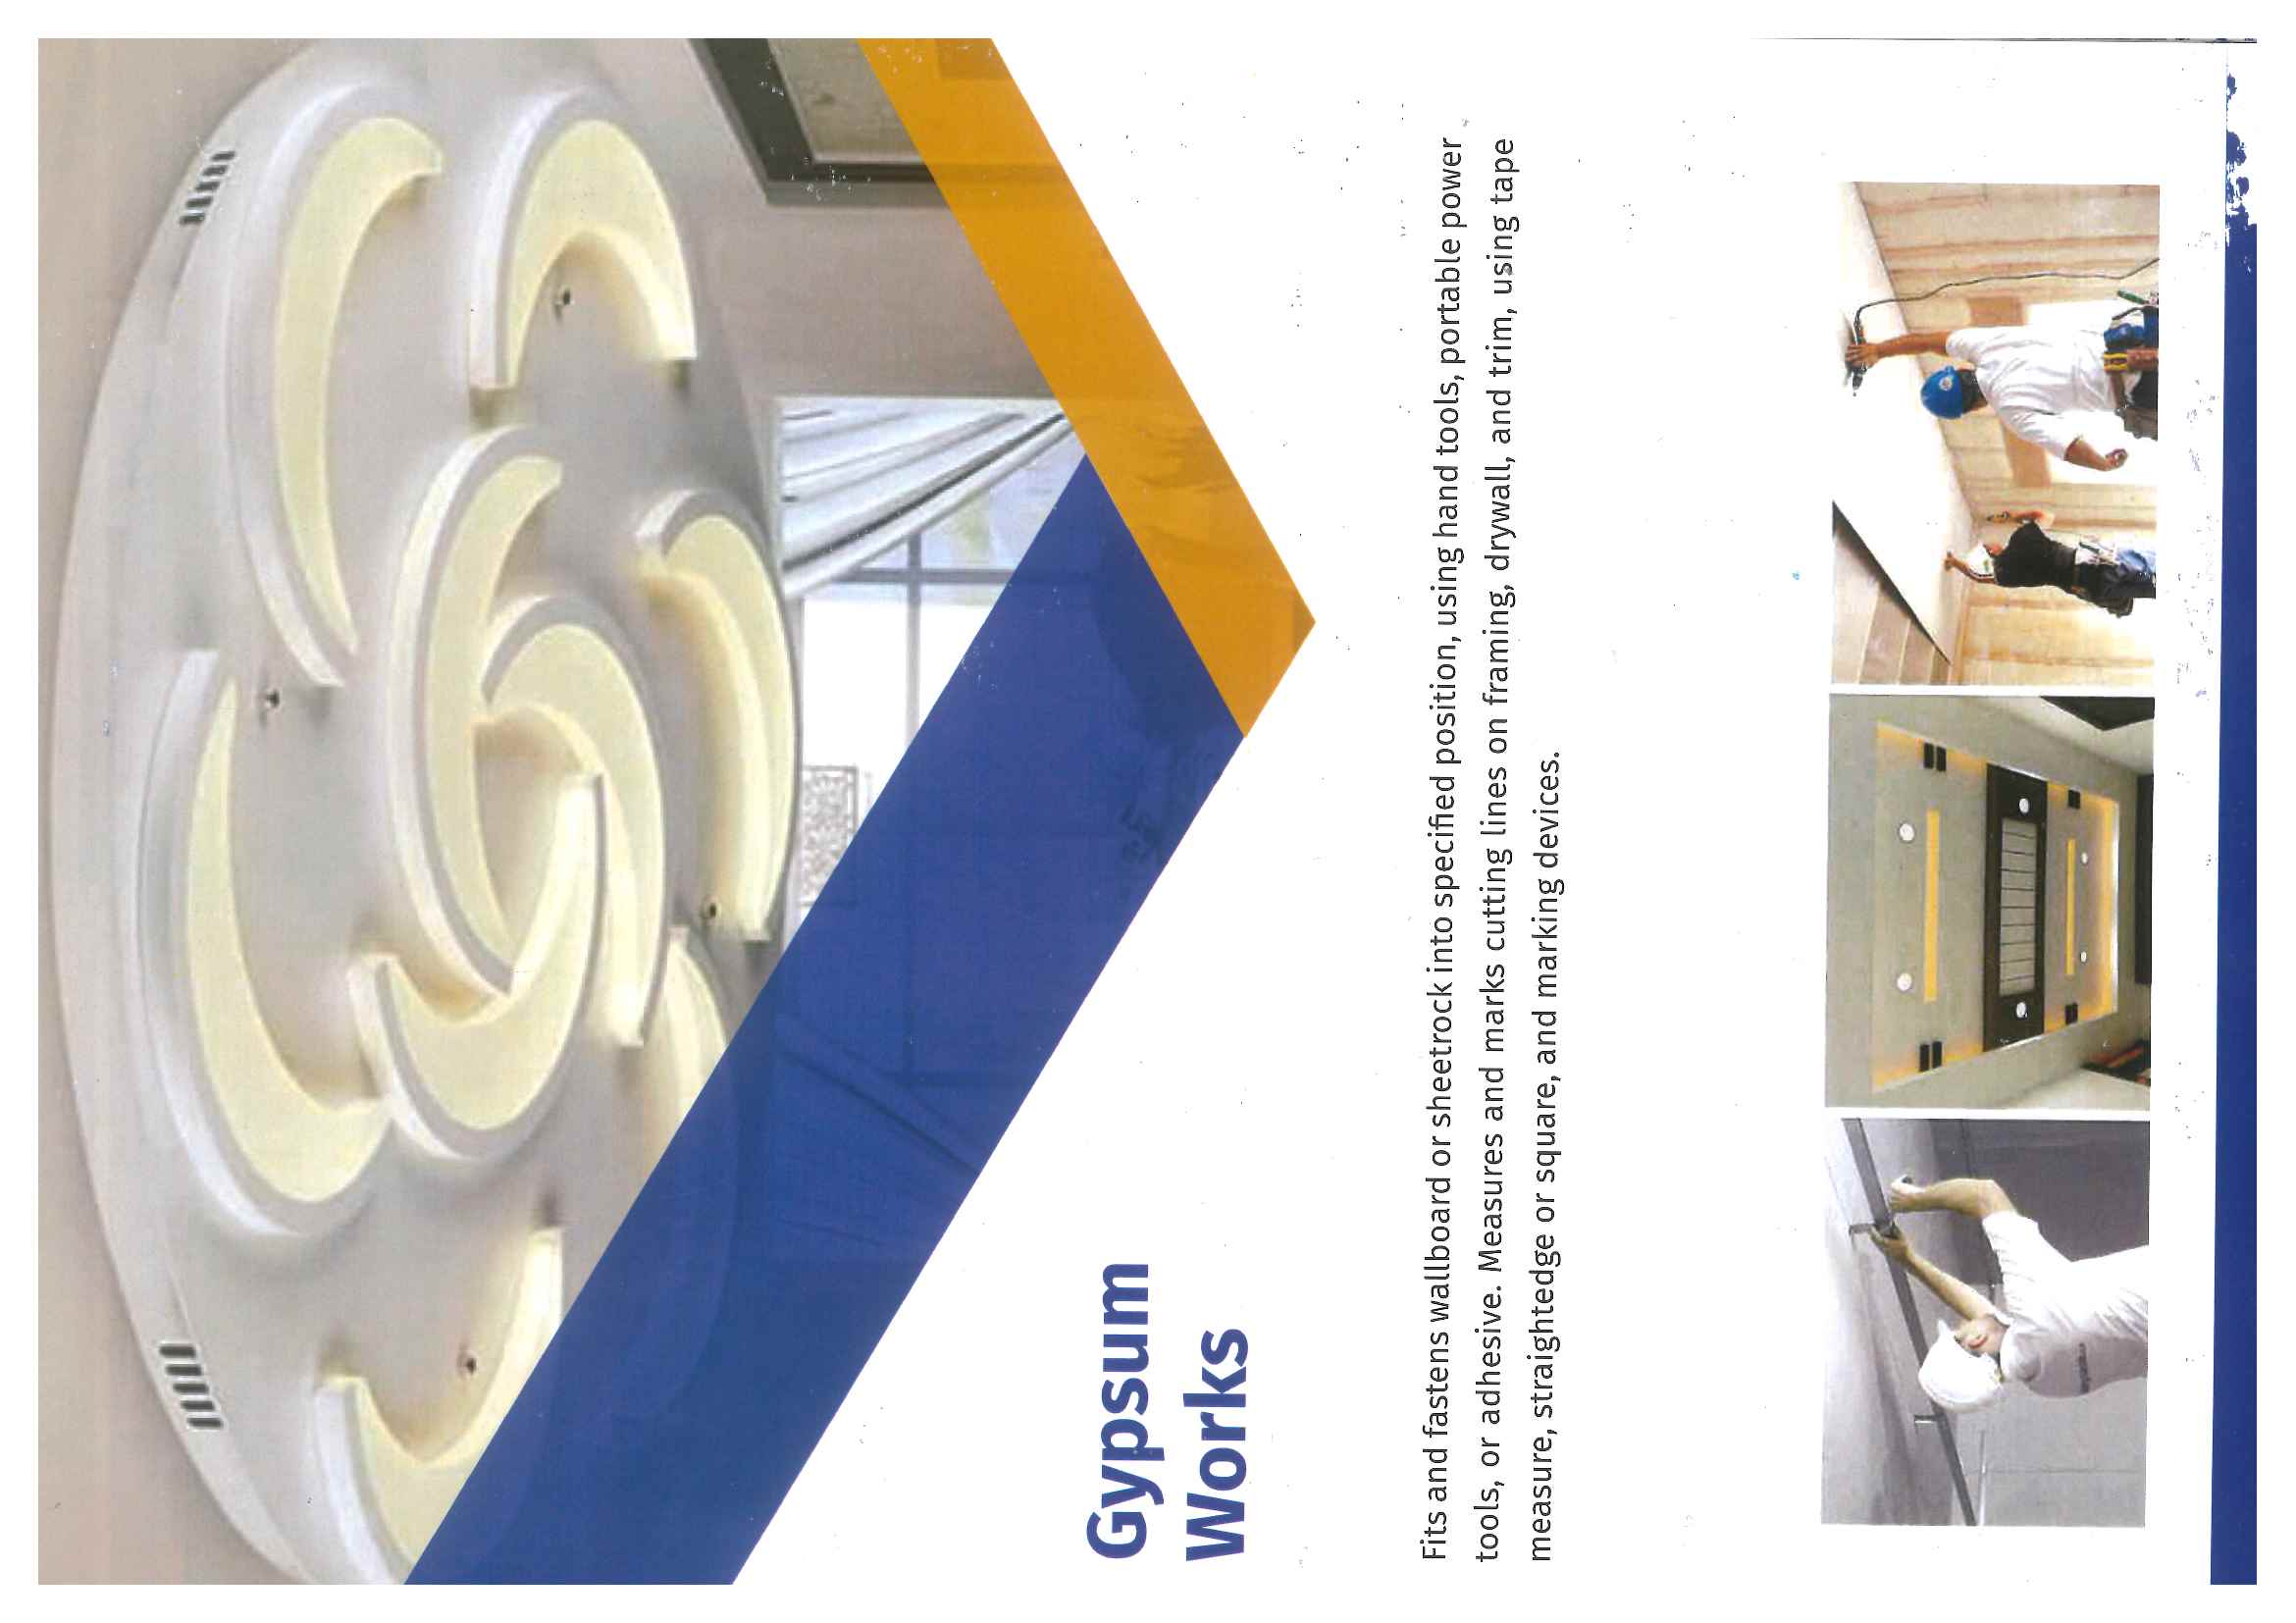 Gypsum
Works
Fits and fastens wallboard or sheetrock into specified position, using hand tools, portable power
tools, or adhesive. Measures and marks cutting lines on framing, drywall, and trim, using tape
measure, straightedge or square, and marking devices.